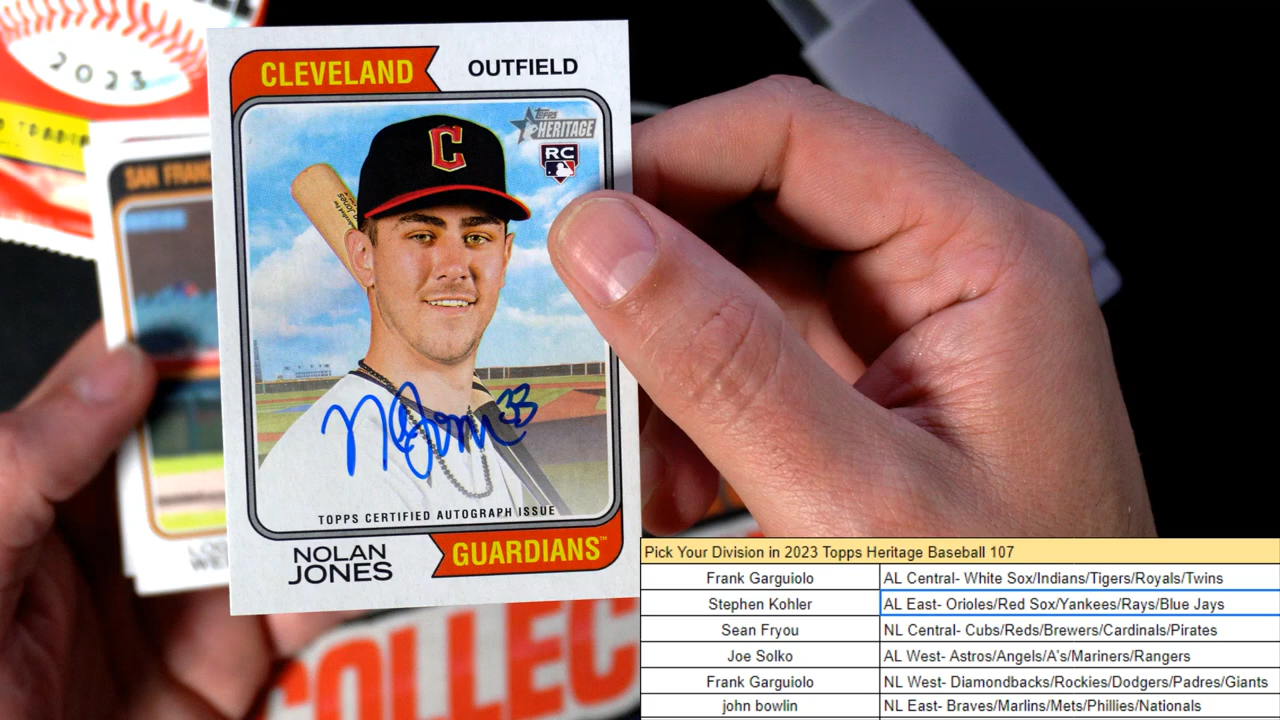 2023
CLEVELAND
OUTFIELD
Topps
HERITAGE
RC
SAN FRANC
N Jones 33
TOPPS CERTIFIED AUTOGRAPH ISSUE
NOLAN
JONES
GUARDIANS™
COLLEC
Pick Your Division in 2023 Topps Heritage Baseball 107
Frank Garguiolo AL Central- White Sox/Indians/Tigers/Royals/Twins
Stephen Kohler AL East- Orioles/Red Sox/Yankees/Rays/Blue Jays
Sean Fryou NL Central- Cubs/Reds/Brewers/Cardinals/Pirates
Joe Solko AL West- Astros/Angels/A's/Mariners/Rangers
Frank Garguiolo NL West- Diamondbacks/Rockies/Dodgers/Padres/Giants
john bowlin NL East- Braves/Marlins/Mets/Phillies/Nationals